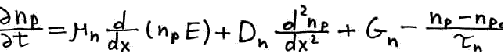 ∂n_p/∂t = μ_n d/dx (n_p E) + D_n d²n_p/dx² + G_n - (n_p - n_p₀)/τ_n